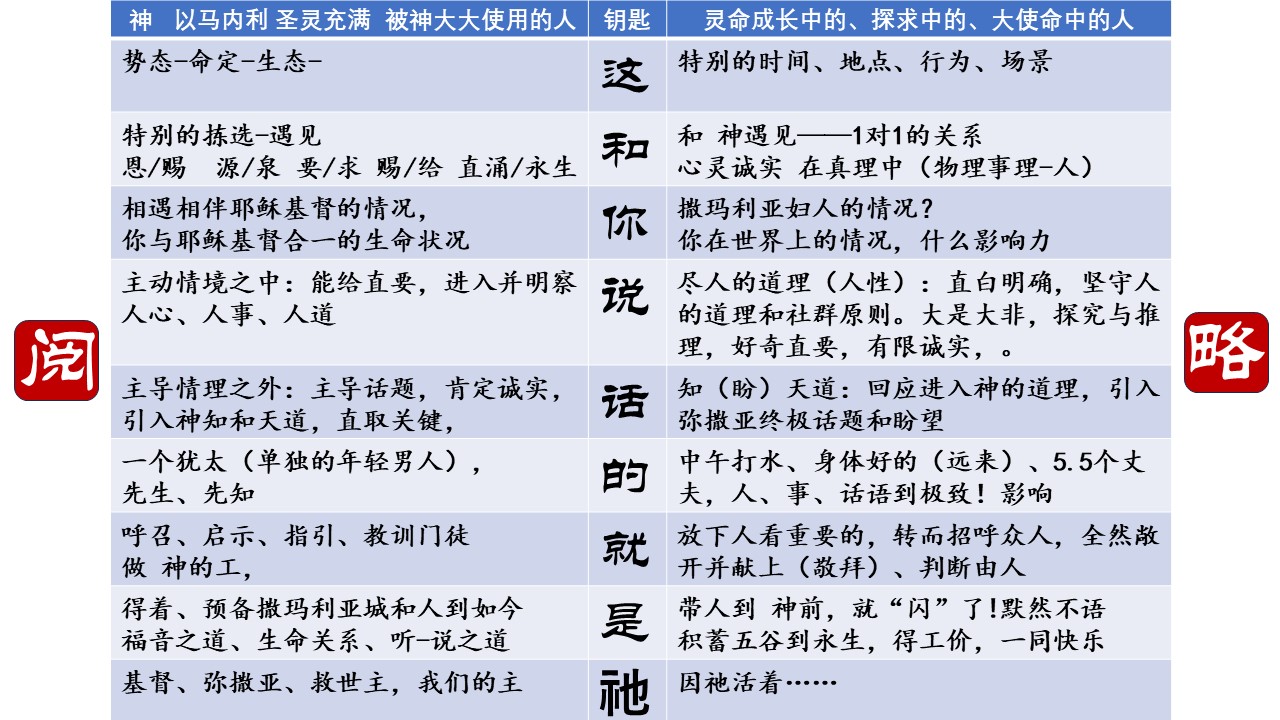 神 以马内利 圣灵充满 被神大大使用的人
钥匙
灵命成长中的、探求中的、大使命中的人
势态-命定-生态-
这
特别的时间、地点、行为、场景
特别的拣选-遇见
恩/赐 源/泉 要/求 赐/给 直涌/永生
和
和 神遇见——1对1的关系
心灵诚实 在真理中（物理事理-人）
相遇相伴耶稣基督的情况，
你与耶稣基督合一的生命状况
你
撒玛利亚妇人的情况？
你在世界上的情况，什么影响力
主动情境之中：能给直要，进入并明察
人心、人事、人道
说
尽人的道理（人性）：直白明确，坚守人
的道理和社群原则。大是大非，探究与推
理，好奇直要，有限诚实，。
主导情理之外：主导话题，肯定诚实，
引入神知和天道，直取关键，
话
知（盼）天道：回应进入神的道理，引入
弥撒亚终极话题和盼望
一个犹太（单独的年轻男人），
先生、先知
的
中午打水、身体好的（远来）、5.5个丈
夫，人、事、话语到极致！影响
呼召、启示、指引、教训门徒
做 神的工，
就
放下人看重要的，转而招呼众人，全然敞
开并献上（敬拜）、判断由人
得着、预备撒玛利亚城和人到如今
福音之道、生命关系、听-说之道
是
带人到 神前，就“闪”了!默然不语
积蓄五谷到永生，得工价，一同快乐
基督、弥撒亚、救世主，我们的主
祂
因祂活着……
阅
略